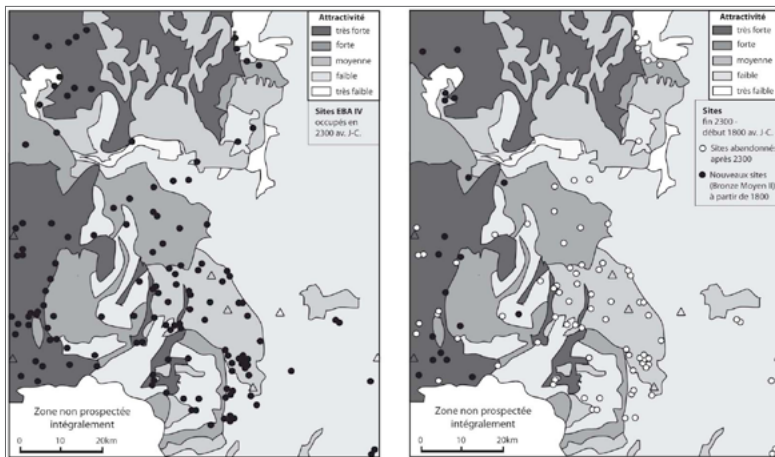 Attractivité
très forte
forte
moyenne
faible
très faible
Sites EBA IV
occupés en
2300 av. J-C.
Zone non prospectée
intégralement
0 10 20km
Attractivité
très forte
forte
moyenne
faible
très faible
Sites
fin 2300 -
début 1800 av. J-C.
Sites abandonnés
après 2300
Nouveaux sites
(Bronze Moyen II)
à partir de 1800
Zone non prospectée
intégralement
0 10 20km